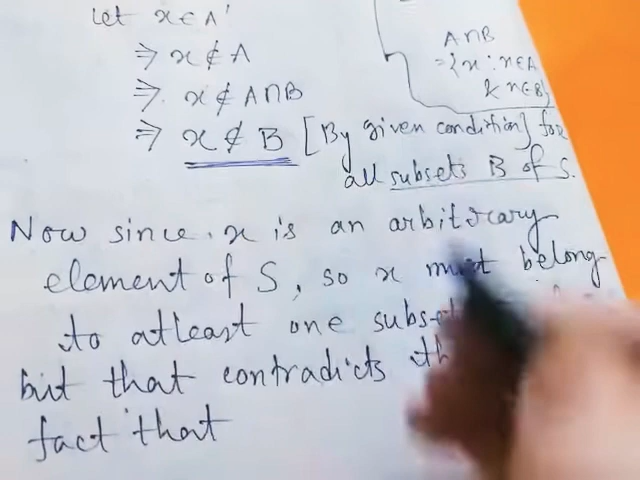 Let x ∈ A'
⇒ x ∉ A
⇒ x ∉ A∩B
⇒ x ∉ B [By given condition] for
all subsets B of S.
A∩B
= {x : x∈A
& x∈B}
Now since x is an arbitrary
element of S, so x must belong
to atleast one subset
but that contradicts
fact that